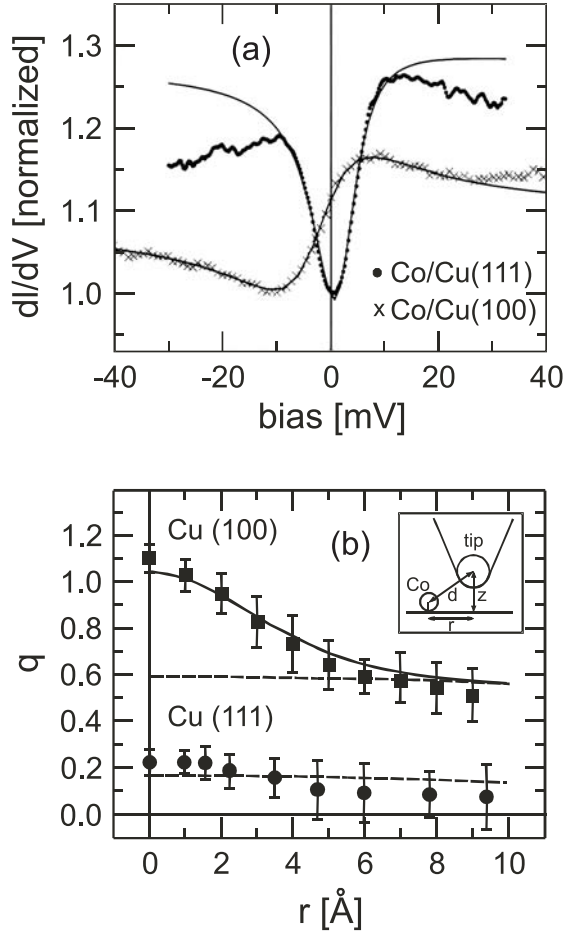 (a)
1.3
1.2
1.1
1.0
dI/dV [normalized]
● Co/Cu(111)
× Co/Cu(100)
-40 -20 0 20 40
bias [mV]
(b)
Cu (100)
tip
Co
d
z
r
1.2
1.0
0.8
0.6
0.4
0.2
0.0
q
Cu (111)
0 2 4 6 8 10
r [Å]